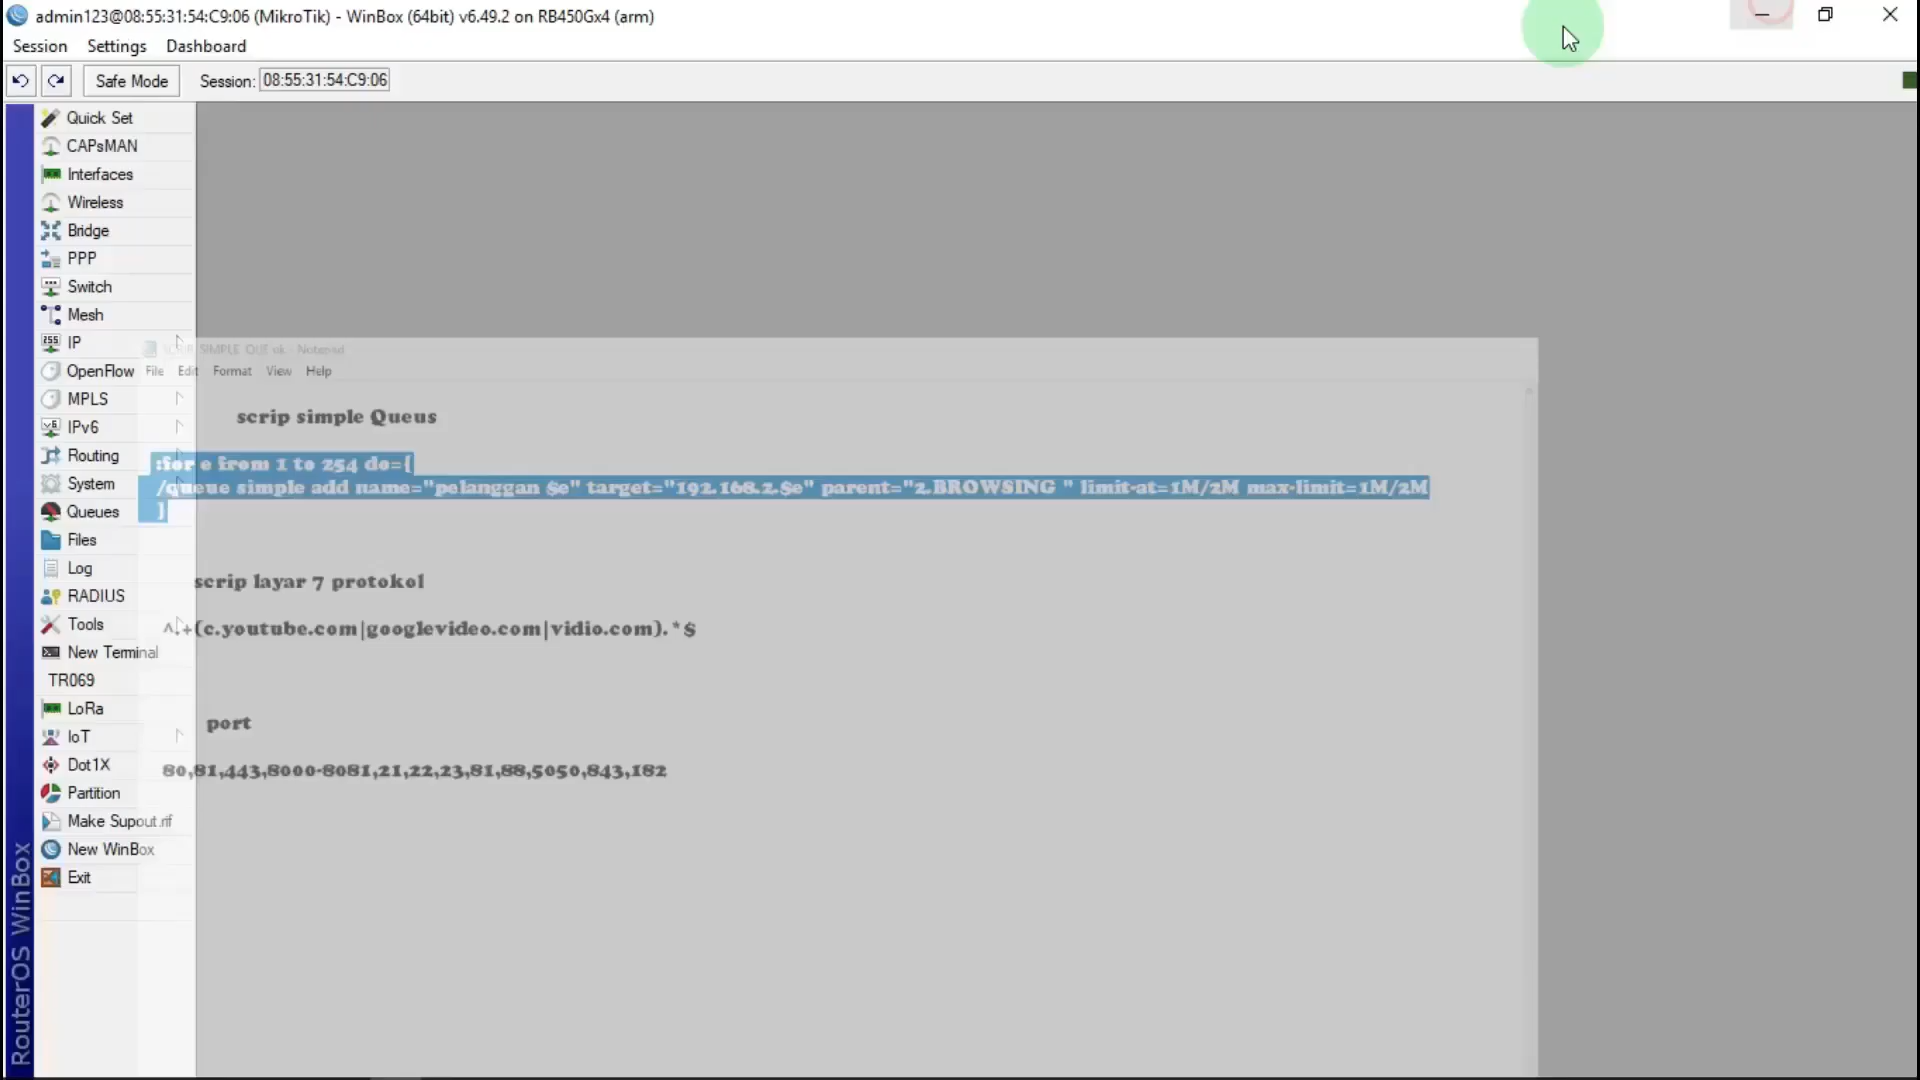 admin123@08:55:31:54:C9:06 (MikroTik) - WinBox (64bit) v6.49.2 on RB450Gx4 (arm)
Session Settings Dashboard
Safe Mode Session: 08:55:31:54:C9:06
Quick Set
CAPsMAN
Interfaces
Wireless
Bridge
PPP
Switch
Mesh
IP
OpenFlow
MPLS
IPv6
Routing
System
Queues
Files
Log
RADIUS
Tools
New Terminal
TR069
LoRa
IoT
Dot1X
Partition
Make Supout.rif
New WinBox
Exit
RouterOS WinBox
SIMPLE - Notepad
File Edit Format View Help
scrip simple Queus
:for e from 1 to 254 do={
/queue simple add name="pelanggan $e" target="192.168.2.$e" parent="2.BROWSING " limit-at=1M/2M max-limit=1M/2M
}
scrip layar 7 protokol
^.+(c.youtube.com|googlevideo.com|vidio.com).*$
port
80,81,443,8000-8081,21,22,23,81,88,5050,843,182